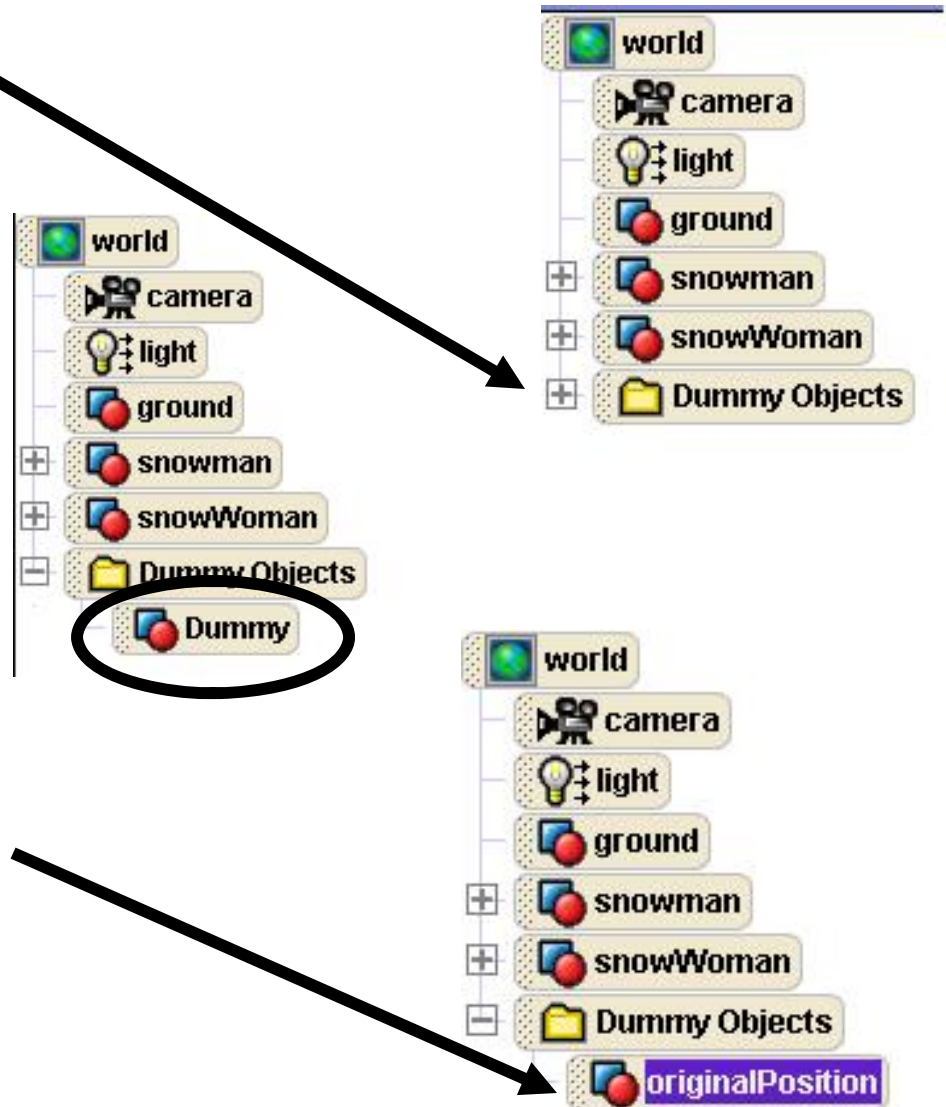 world
camera
light
ground
snowman
snowWoman
Dummy Objects
world
camera
light
ground
snowman
snowWoman
Dummy Objects
Dummy
world
camera
light
ground
snowman
snowWoman
Dummy Objects
originalPosition